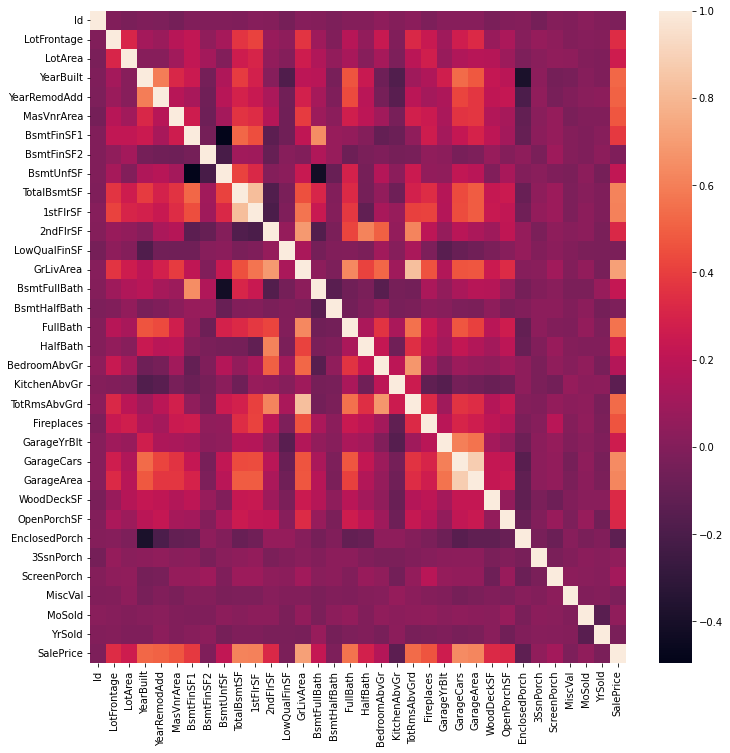 Id
LotFrontage
LotArea
YearBuilt
YearRemodAdd
MasVnrArea
BsmtFinSF1
BsmtFinSF2
BsmtUnfSF
TotalBsmtSF
1stFlrSF
2ndFlrSF
LowQualFinSF
GrLivArea
BsmtFullBath
BsmtHalfBath
FullBath
HalfBath
BedroomAbvGr
KitchenAbvGr
TotRmsAbvGrd
Fireplaces
GarageYrBlt
GarageCars
GarageArea
WoodDeckSF
OpenPorchSF
EnclosedPorch
3SsnPorch
ScreenPorch
MiscVal
MoSold
YrSold
SalePrice
Id
LotFrontage
LotArea
YearBuilt
YearRemodAdd
MasVnrArea
BsmtFinSF1
BsmtFinSF2
BsmtUnfSF
TotalBsmtSF
1stFlrSF
2ndFlrSF
LowQualFinSF
GrLivArea
BsmtFullBath
BsmtHalfBath
FullBath
HalfBath
BedroomAbvGr
KitchenAbvGr
TotRmsAbvGrd
Fireplaces
GarageYrBlt
GarageCars
GarageArea
WoodDeckSF
OpenPorchSF
EnclosedPorch
3SsnPorch
ScreenPorch
MiscVal
MoSold
YrSold
SalePrice
1.0
0.8
0.6
0.4
0.2
0.0
−0.2
−0.4